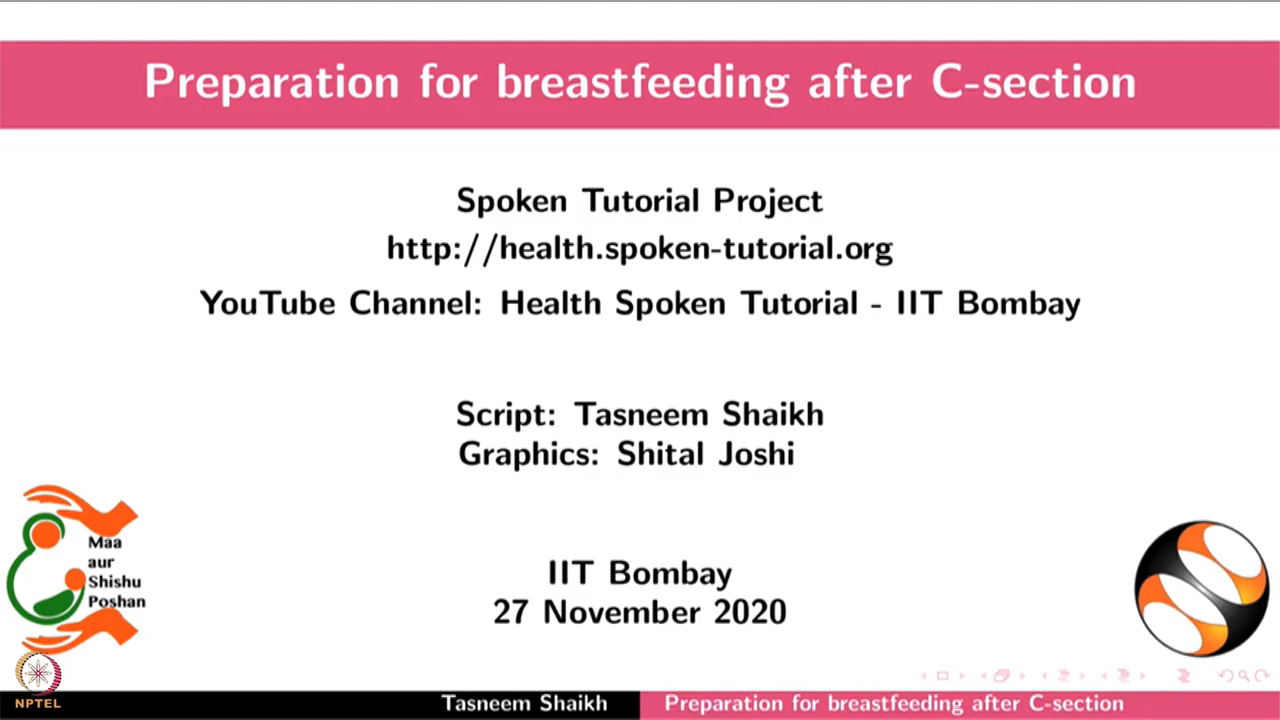 Preparation for breastfeeding after C-section
Spoken Tutorial Project
http://health.spoken-tutorial.org
YouTube Channel: Health Spoken Tutorial - IIT Bombay
Script: Tasneem Shaikh
Graphics: Shital Joshi
Maa
aur
Shishu
Poshan
IIT Bombay
27 November 2020
NPTEL
Tasneem Shaikh
Preparation for breastfeeding after C-section